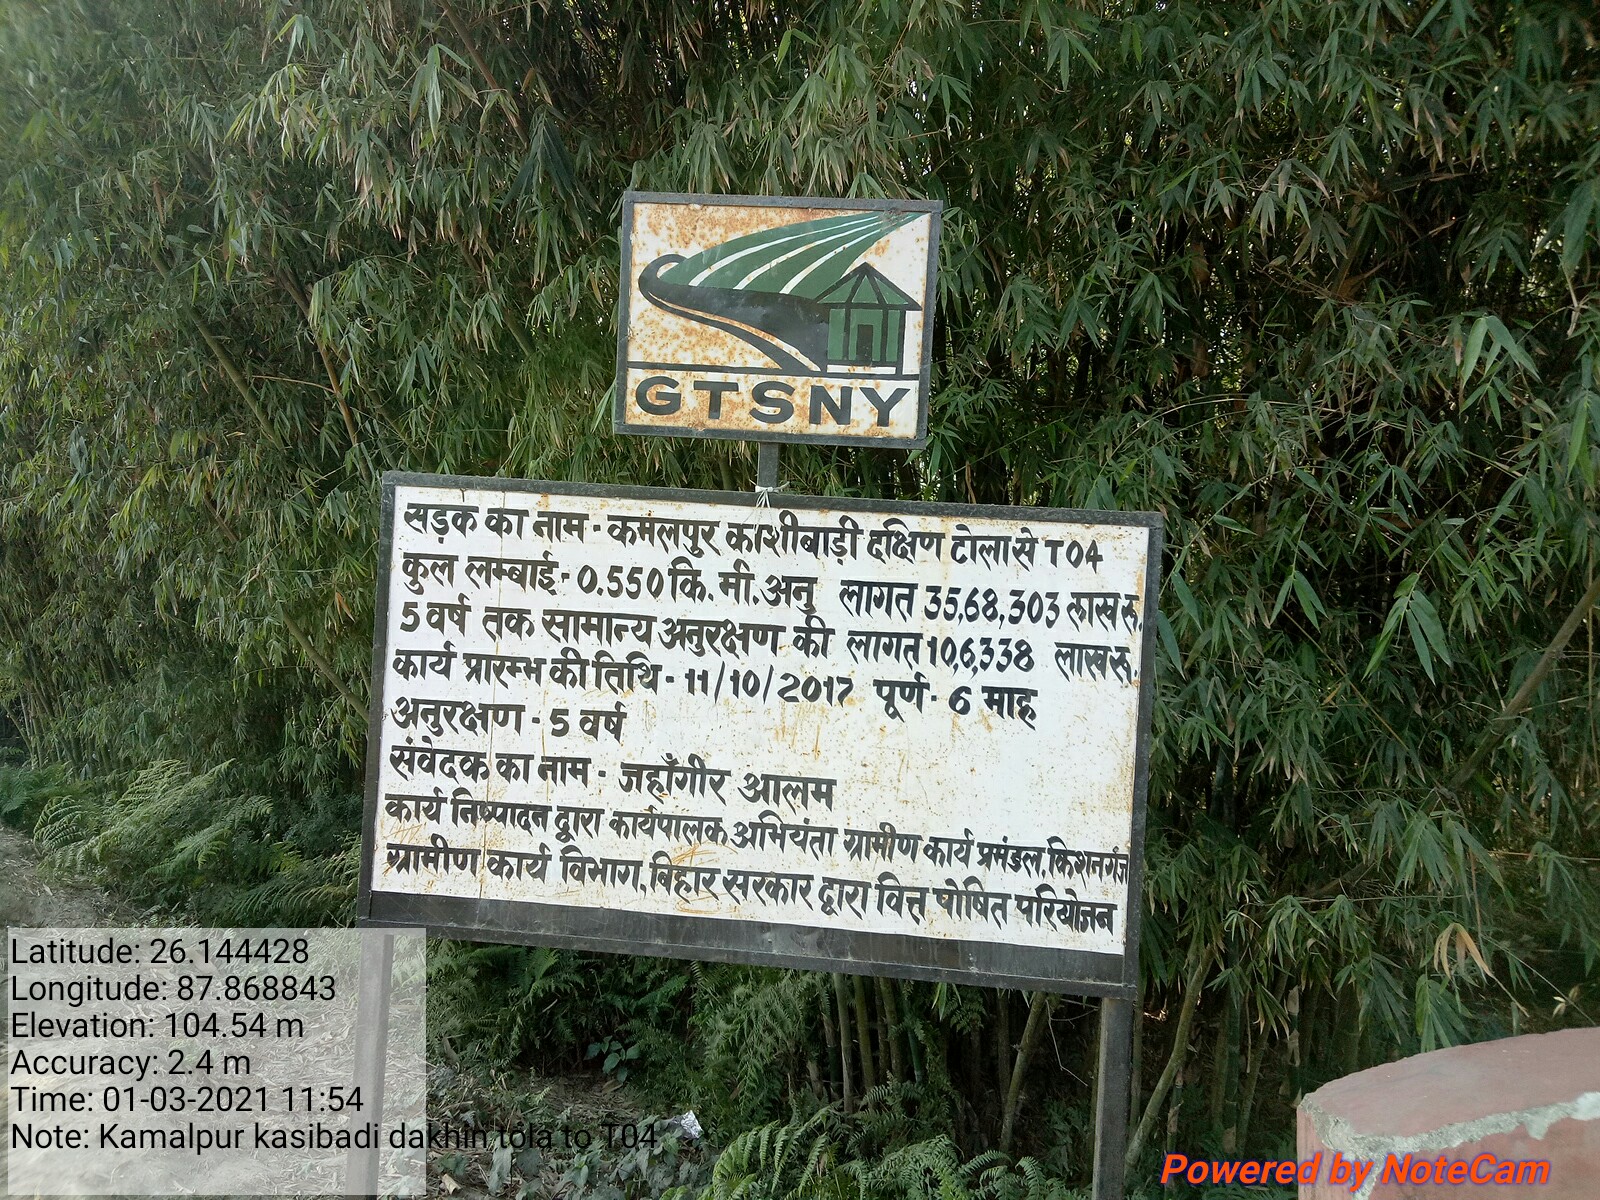 GTSNY
सड़क का नाम - कमलपुर काशीबाड़ी दक्षिण टोला से T04
कुल लम्बाई - 0.550 कि. मी. अनु लागत 35,68,303 लाख रु.
5 वर्ष तक सामान्य अनुरक्षण की लागत 10,6,338 लाख रु.
कार्य प्रारम्भ की तिथि - 11/10/2017 पूर्ण - 6 माह
अनुरक्षण - 5 वर्ष
संवेदक का नाम - जहाँगीर आलम
कार्य निष्पादन द्वारा कार्यपालक अभियंता ग्रामीण कार्य प्रमंडल, किशनगंज
ग्रामीण कार्य विभाग, बिहार सरकार द्वारा वित्त पोषित परियोजन
Latitude: 26.144428
Longitude: 87.868843
Elevation: 104.54 m
Accuracy: 2.4 m
Time: 01-03-2021 11:54
Note: Kamalpur kasibadi dakhin tola to T04
Powered by NoteCam